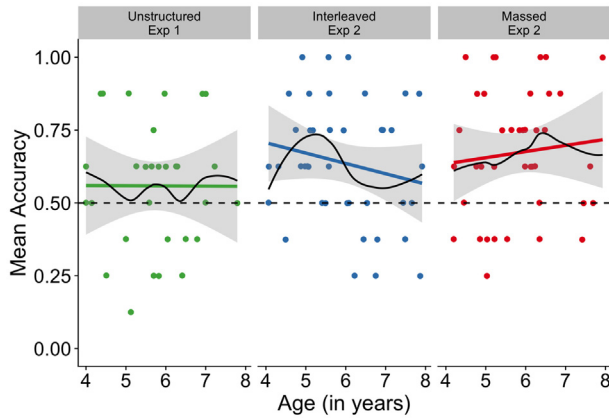 Unstructured
Exp 1
Interleaved
Exp 2
Massed
Exp 2
Mean Accuracy
1.00
0.75
0.50
0.25
0.00
4 5 6 7 8
4 5 6 7 8
4 5 6 7 8
Age (in years)